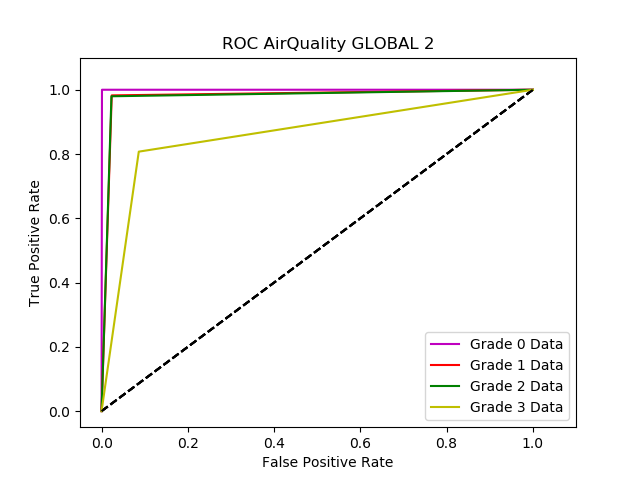 ROC AirQuality GLOBAL 2
True Positive Rate
1.0
0.8
0.6
0.4
0.2
0.0
Grade 0 Data
Grade 1 Data
Grade 2 Data
Grade 3 Data
0.0 0.2 0.4 0.6 0.8 1.0
False Positive Rate